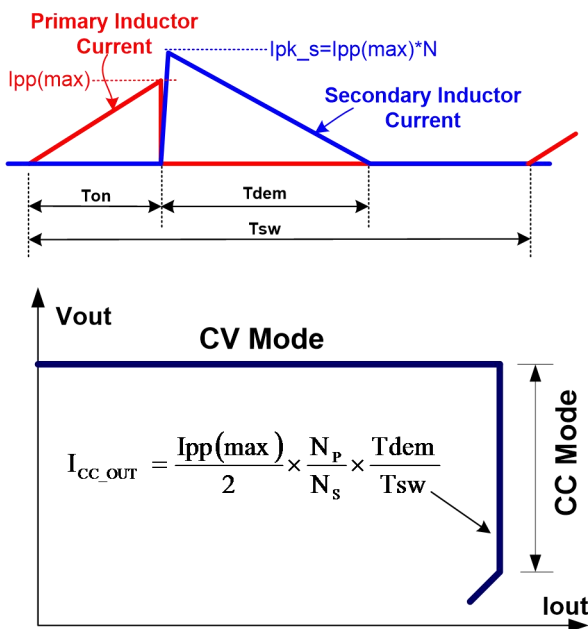 Primary Inductor
Current
Ipk_s=Ipp(max)*N
Ipp(max)
Secondary Inductor
Current
Ton
Tdem
Tsw
Vout
CV Mode
I_CC_OUT = Ipp(max)/2 × N_P/N_S × Tdem/Tsw
CC Mode
Iout